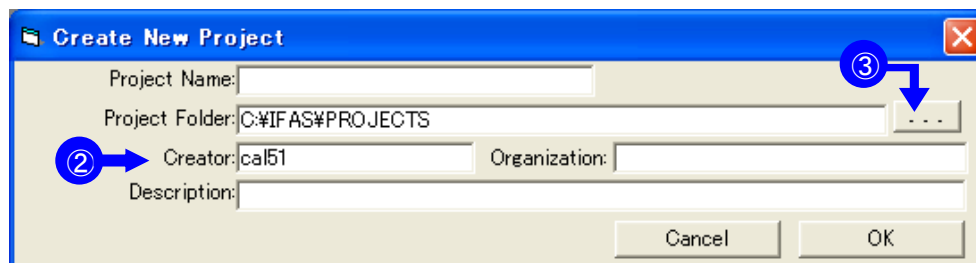 Create New Project
③
Project Name:
Project Folder: C:¥IFAS¥PROJECTS ...
② Creator: cal51 Organization:
Description:
Cancel OK